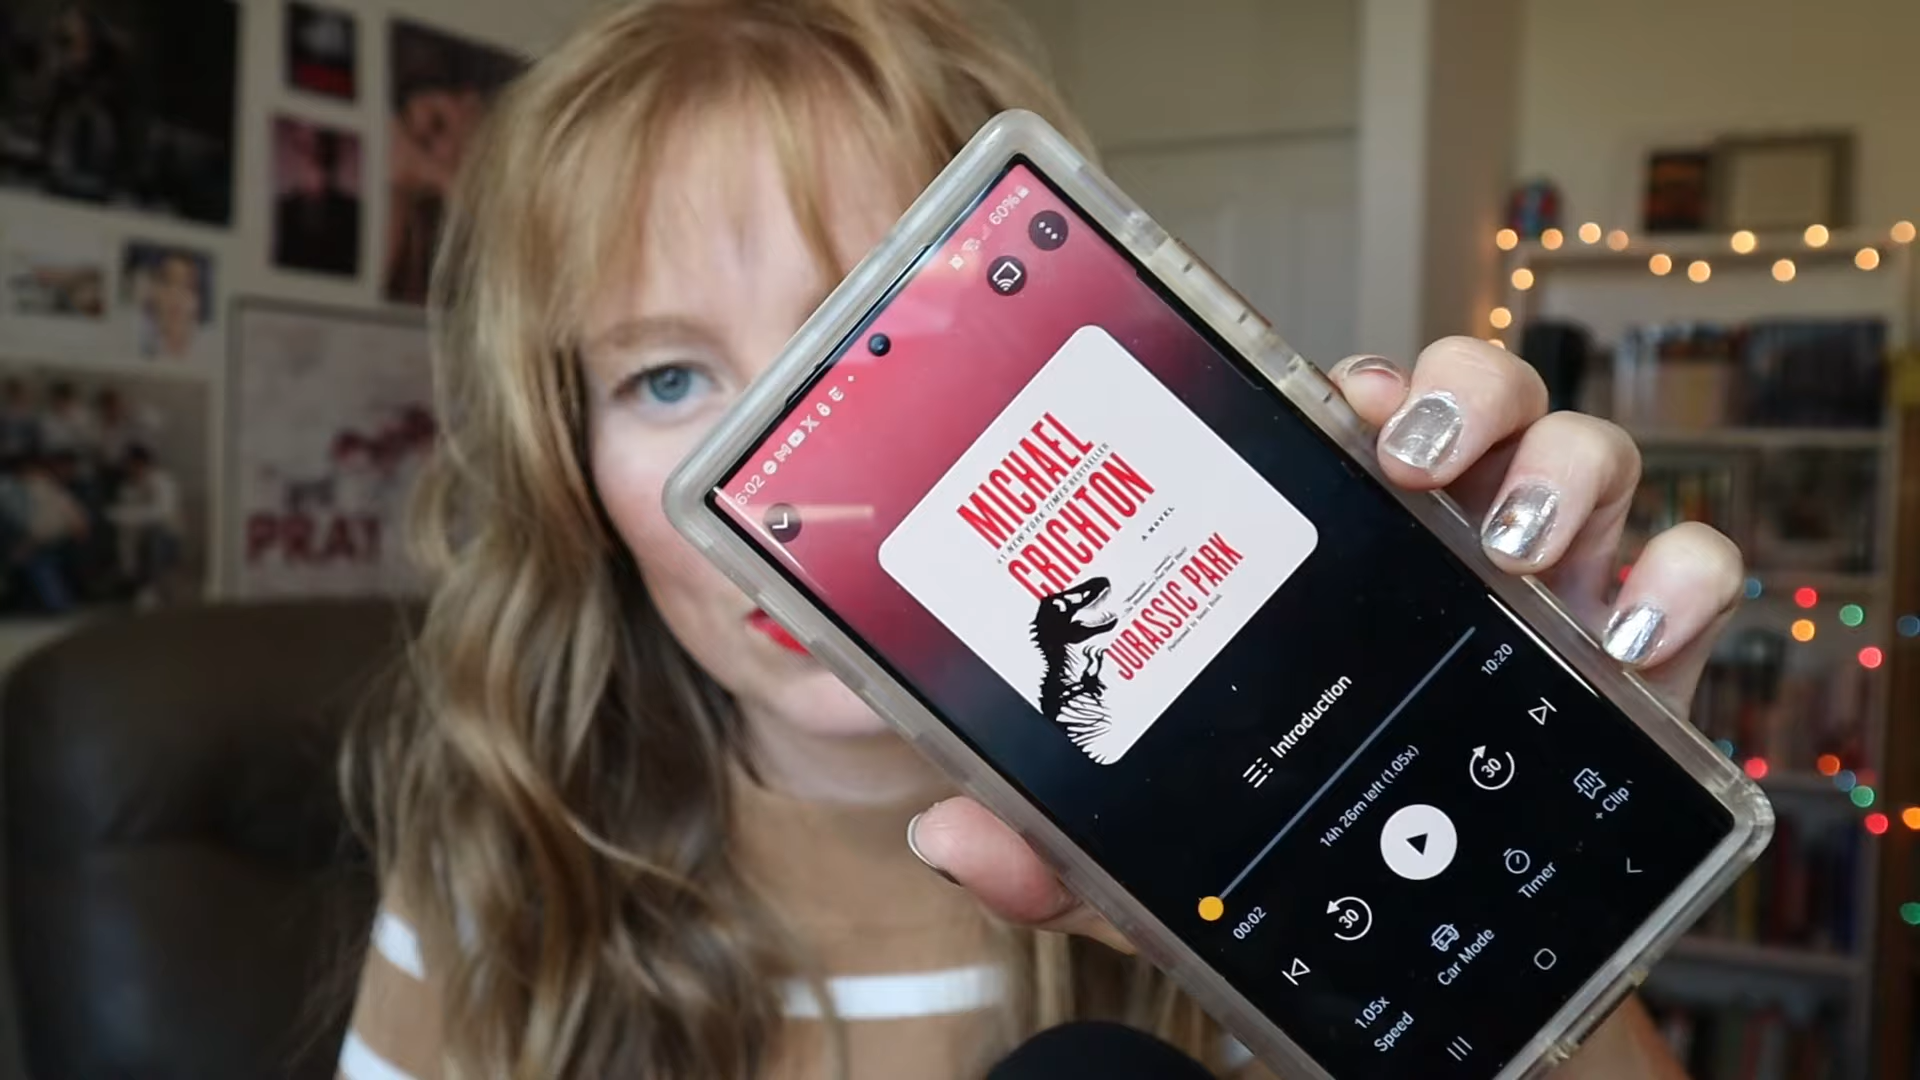 6:02
60%
MICHAEL
#1 NEW YORK TIMES BESTSELLER
CRICHTON
A NOVEL
JURASSIC PARK
Introduction
00:02
14h 26m left (1.05x)
10:20
30
30
1.05x
Speed
Car Mode
Timer
+ Clip
PRAY